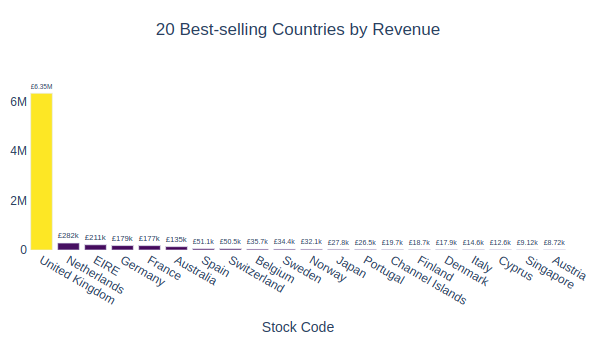 20 Best-selling Countries by Revenue
6M
4M
2M
0
£6.35M
£282k
£211k
£179k
£177k
£135k
£51.1k
£50.5k
£35.7k
£34.4k
£32.1k
£27.8k
£26.5k
£19.7k
£18.7k
£17.9k
£14.6k
£12.6k
£9.12k
£8.72k
United Kingdom
Netherlands
EIRE
Germany
France
Australia
Spain
Switzerland
Belgium
Sweden
Norway
Japan
Portugal
Channel Islands
Finland
Denmark
Italy
Cyprus
Singapore
Austria
Stock Code